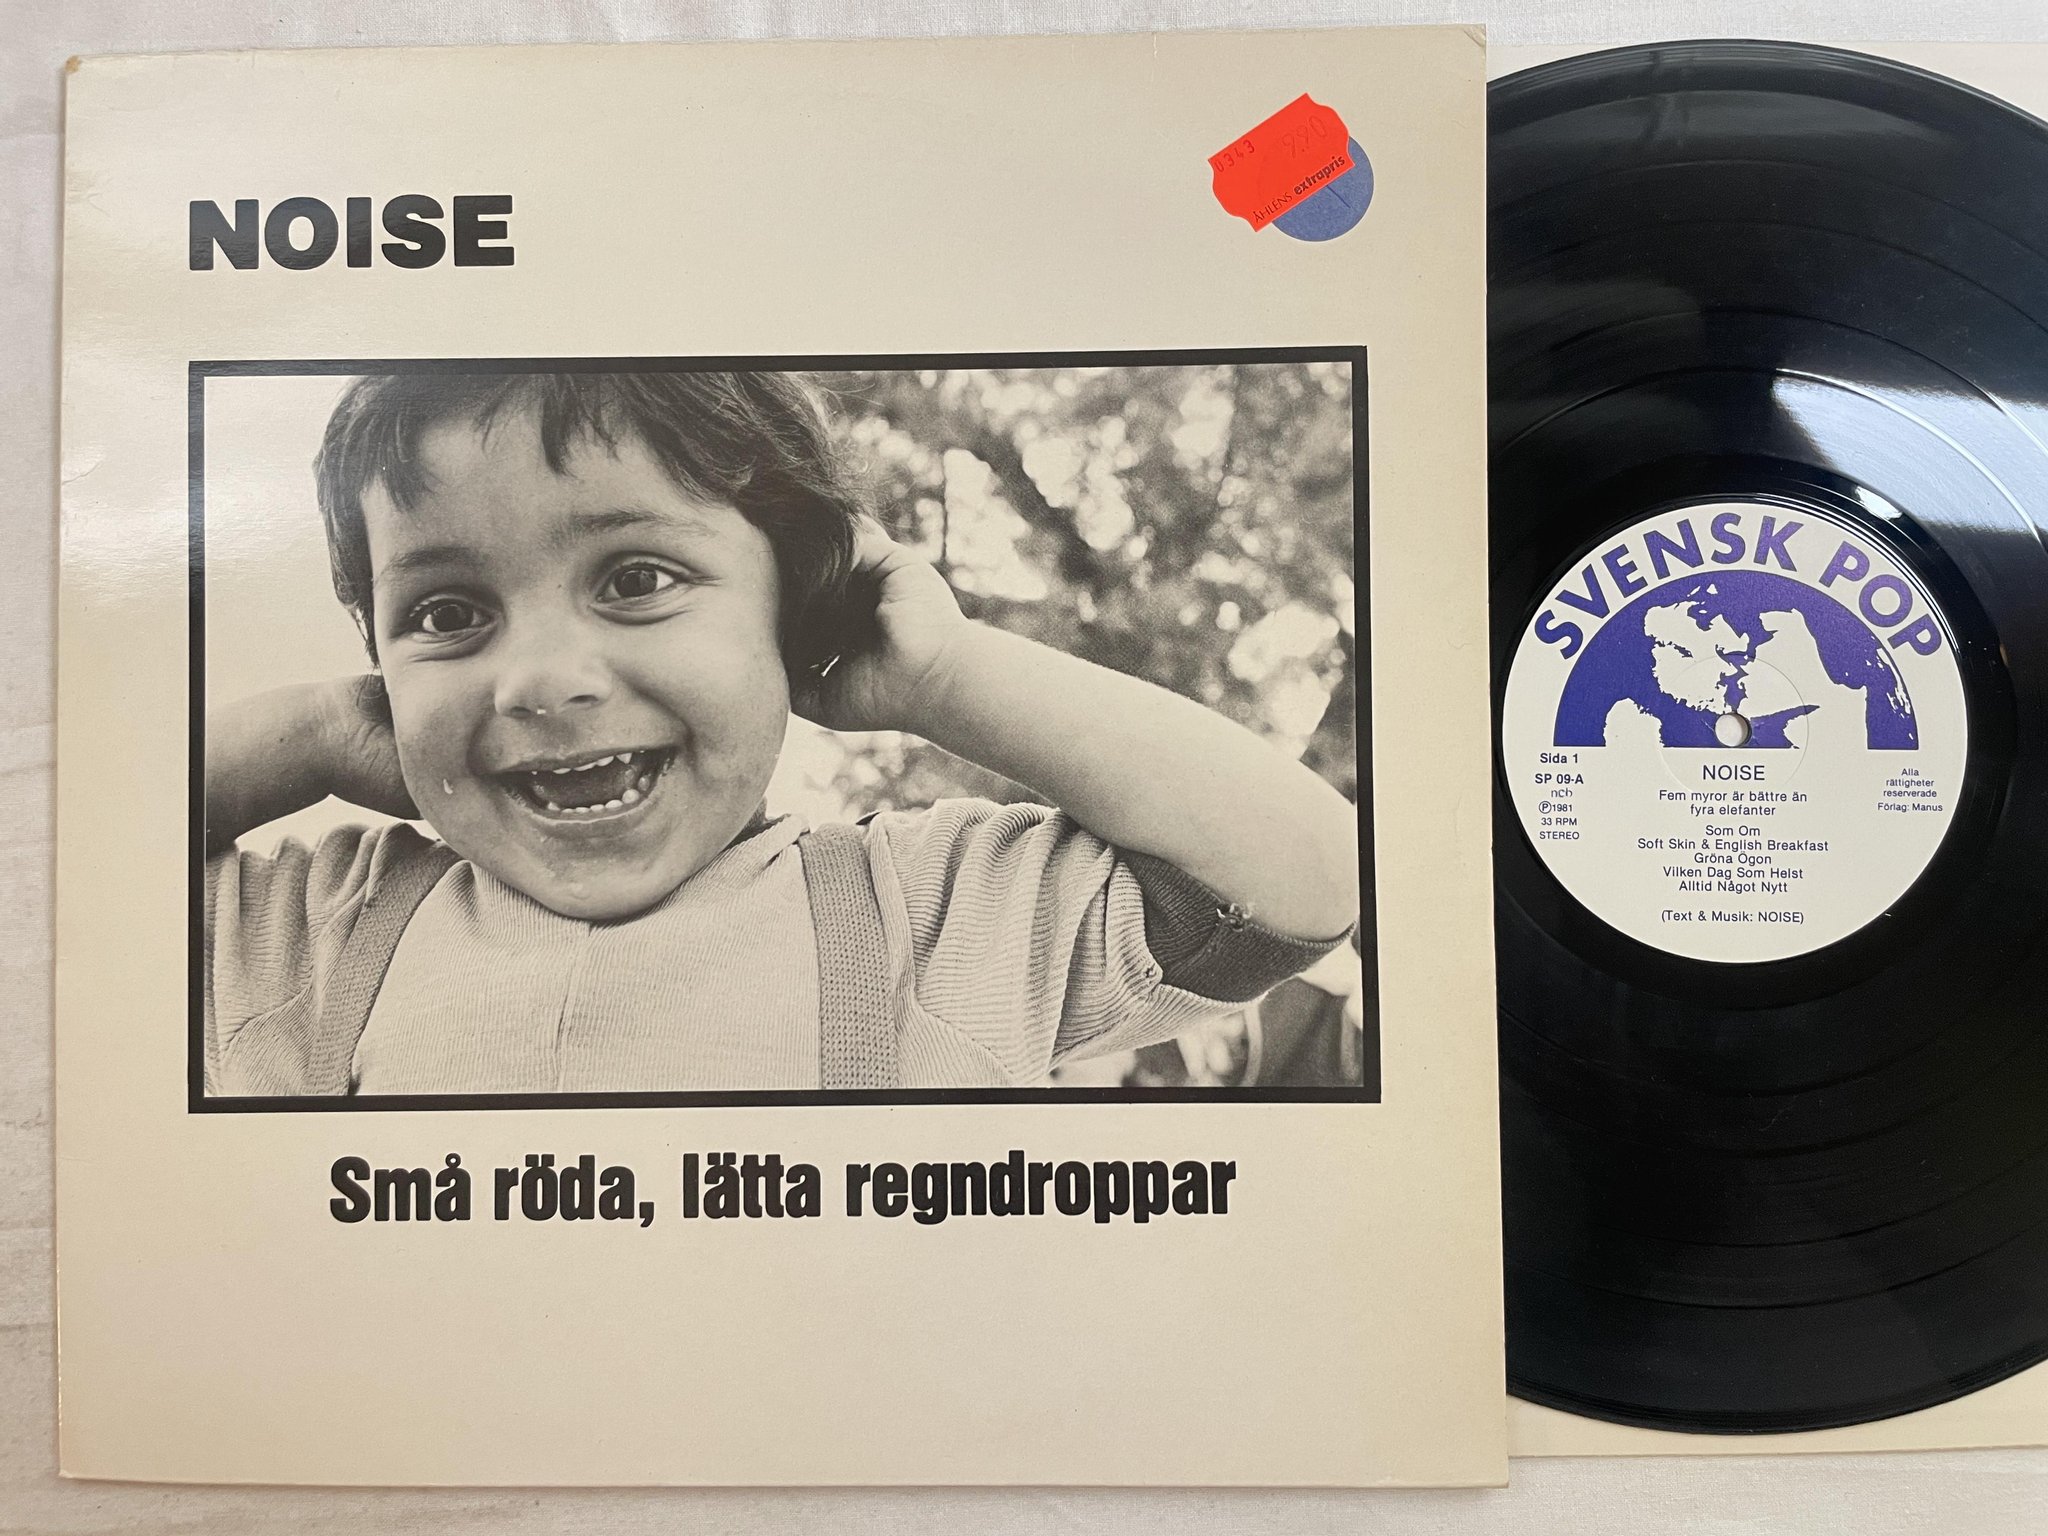 NOISE
0343 9.90
ÅHLÉNS extrapris
Små röda, lätta regndroppar
SVENSK POP
Sida 1
SP 09-A
ncb
Ⓟ1981
33 RPM
STEREO
NOISE
Fem myror är bättre än
fyra elefanter
Som Om
Soft Skin & English Breakfast
Gröna Ögon
Vilken Dag Som Helst
Alltid Något Nytt
(Text & Musik: NOISE)
Alla
rättigheter
reserverade
Förlag: Manus